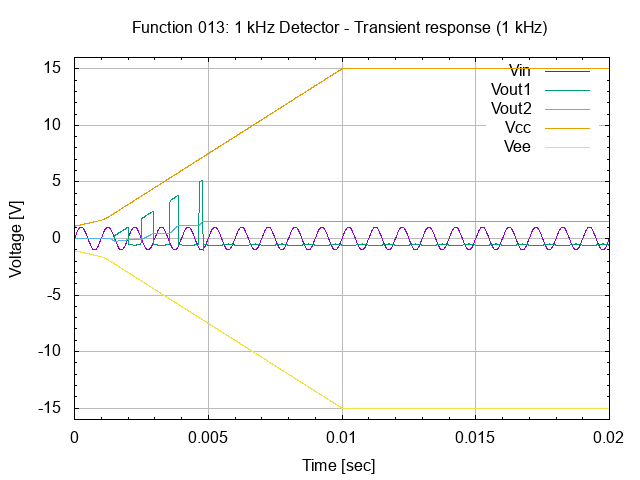 Function 013: 1 kHz Detector - Transient response (1 kHz)
Vin
Vout1
Vout2
Vcc
Vee
15
10
5
0
-5
-10
-15
Voltage [V]
0 0.005 0.01 0.015 0.02
Time [sec]